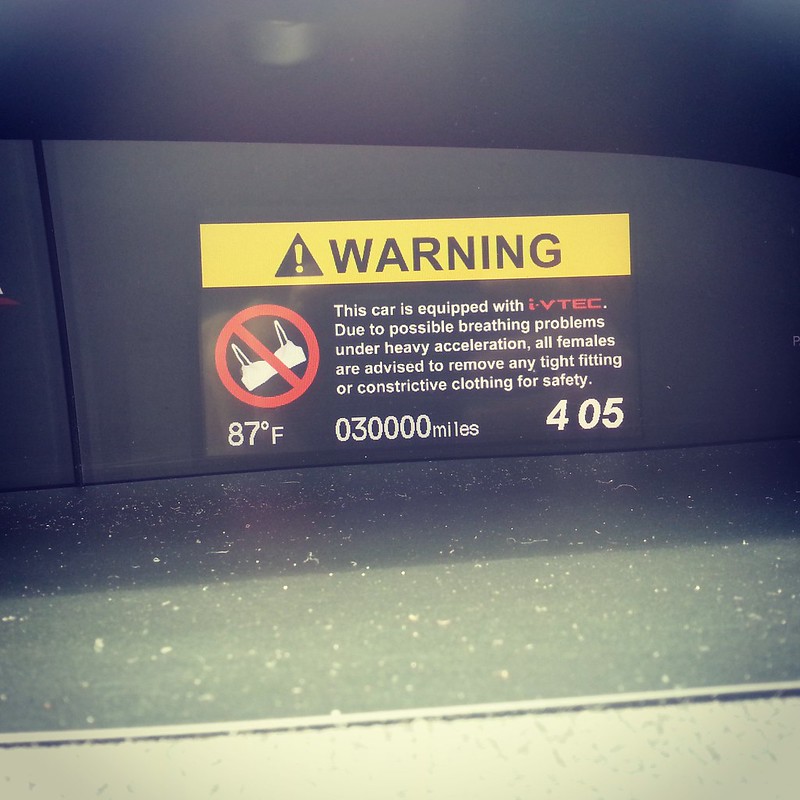 WARNING
This car is equipped with i-VTEC.
Due to possible breathing problems
under heavy acceleration, all females
are advised to remove any tight fitting
or constrictive clothing for safety.
87°F 030000miles 4 05